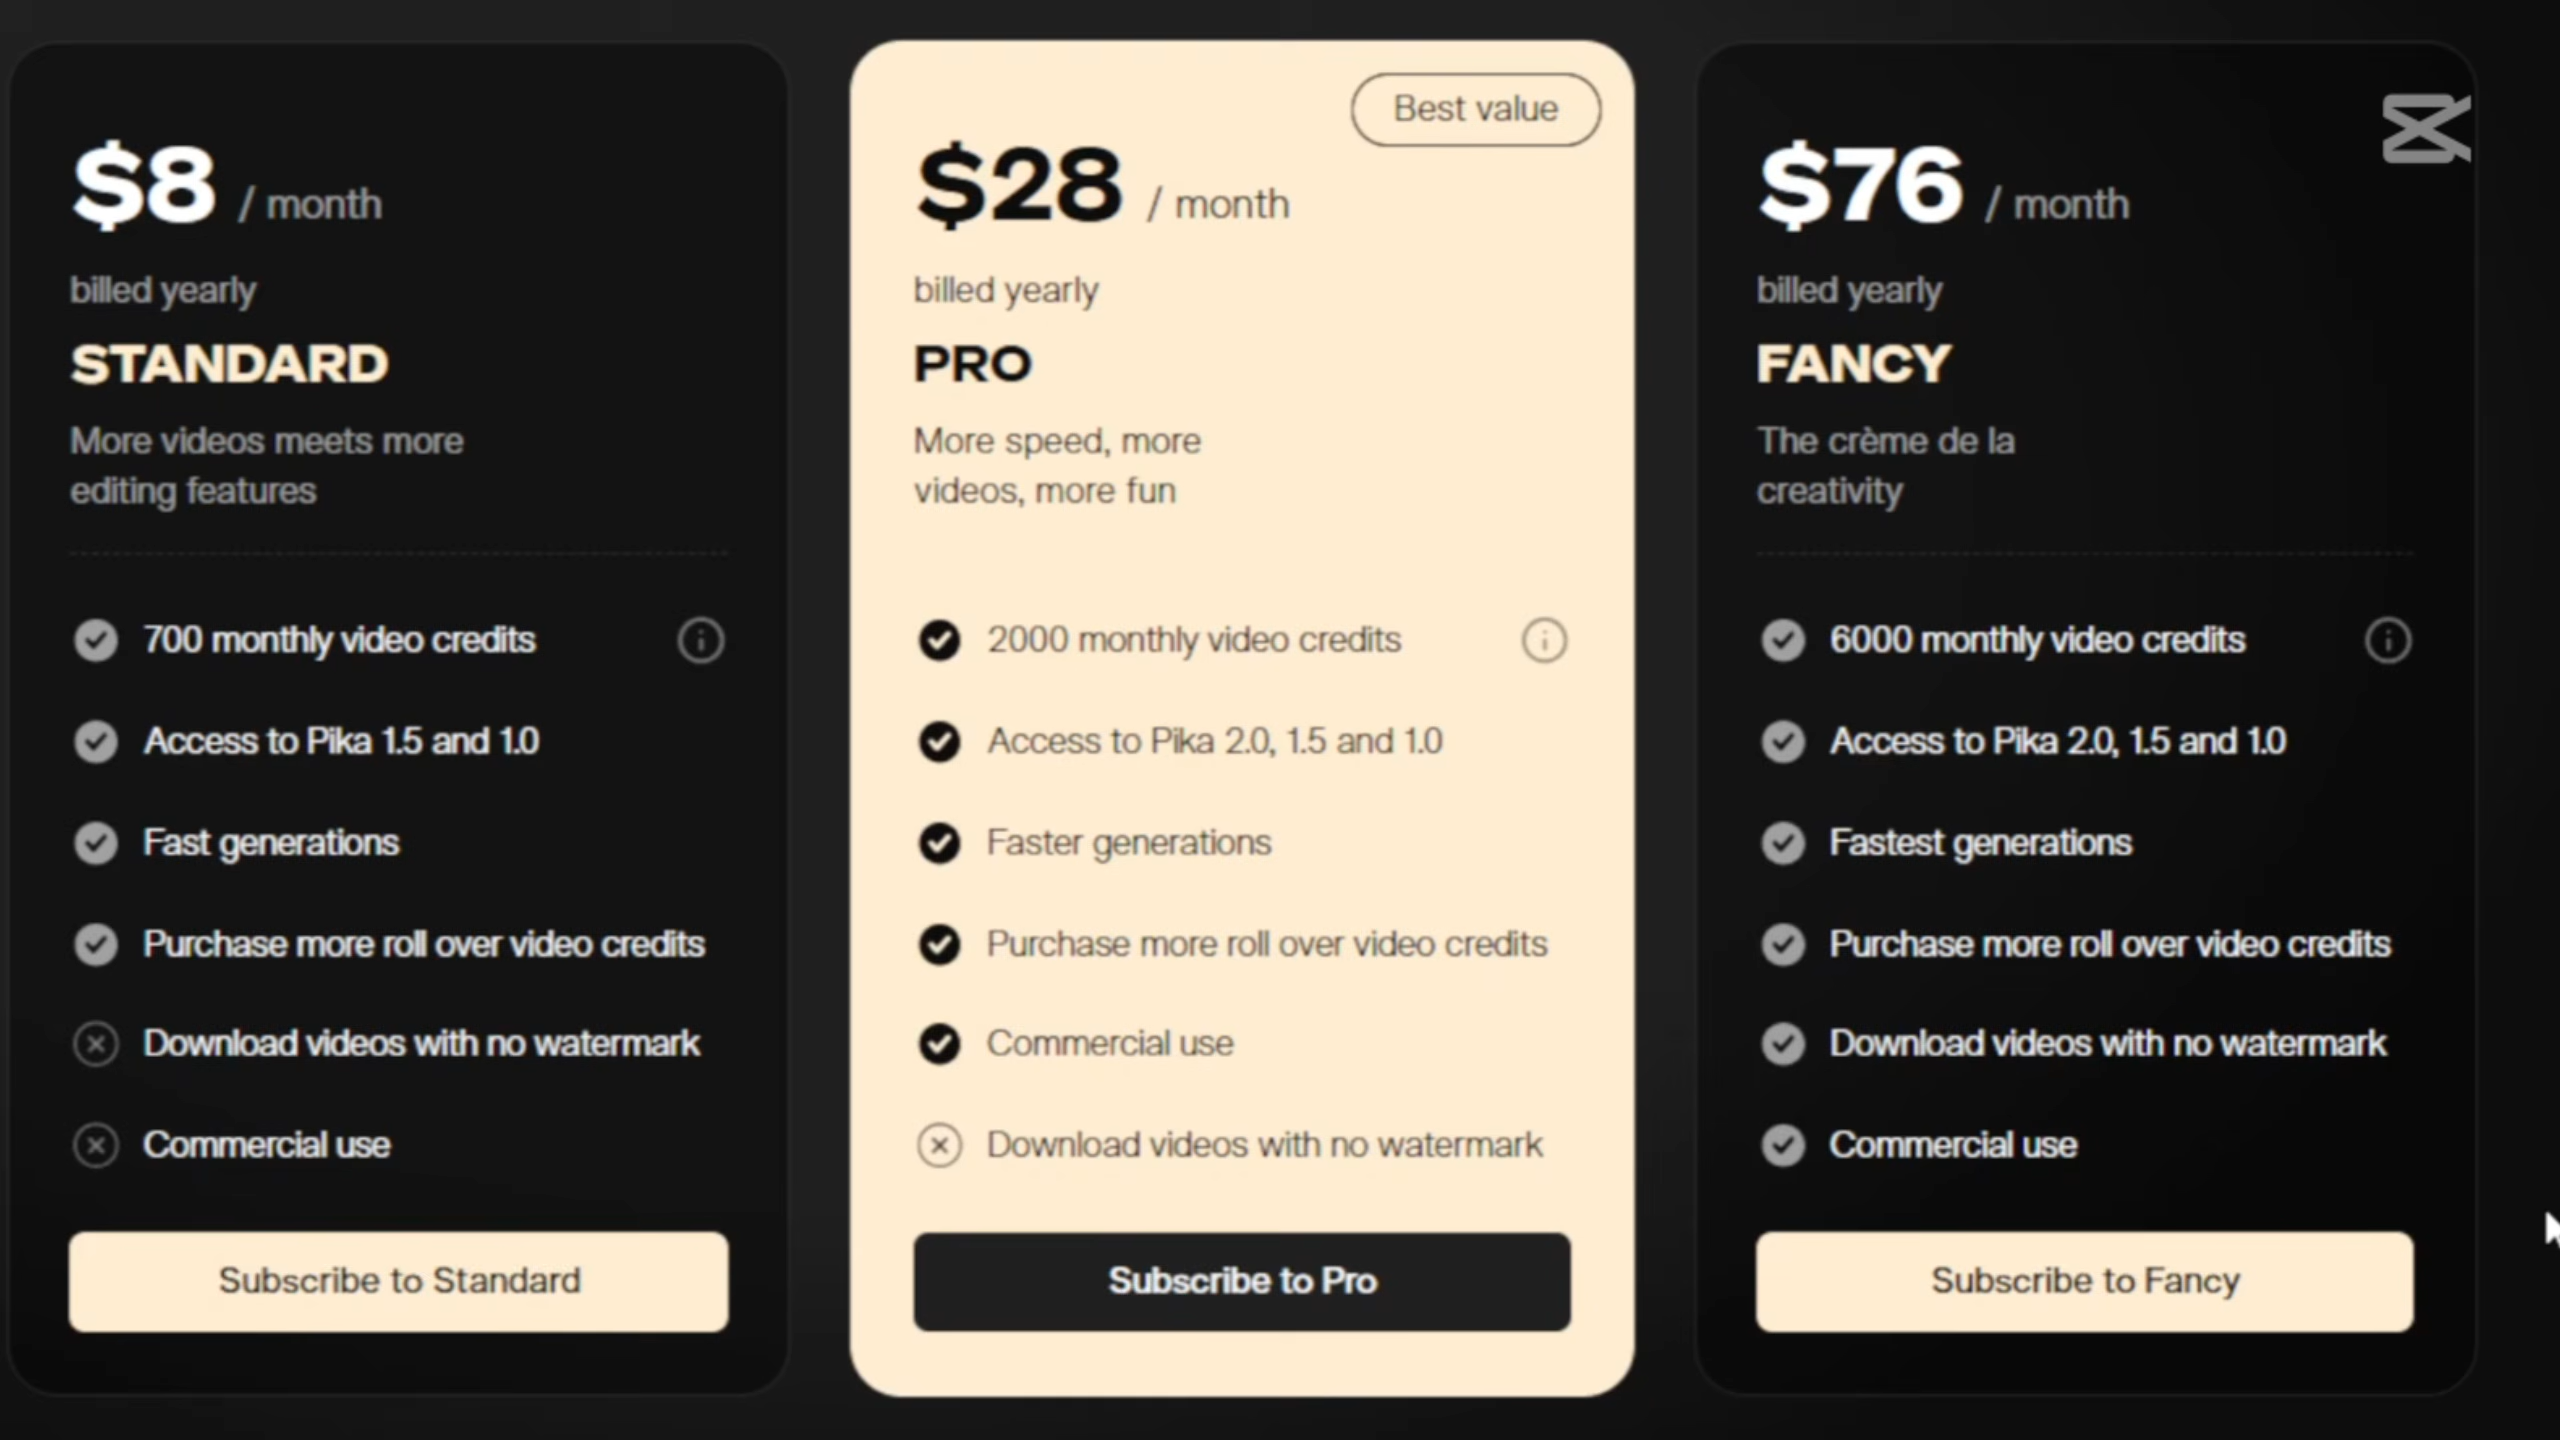 $8 / month
billed yearly
STANDARD
More videos meets more
editing features
700 monthly video credits
Access to Pika 1.5 and 1.0
Fast generations
Purchase more roll over video credits
Download videos with no watermark
Commercial use
Subscribe to Standard
Best value
$28 / month
billed yearly
PRO
More speed, more
videos, more fun
2000 monthly video credits
Access to Pika 2.0, 1.5 and 1.0
Faster generations
Purchase more roll over video credits
Commercial use
Download videos with no watermark
Subscribe to Pro
$76 / month
billed yearly
FANCY
The crème de la
creativity
6000 monthly video credits
Access to Pika 2.0, 1.5 and 1.0
Fastest generations
Purchase more roll over video credits
Download videos with no watermark
Commercial use
Subscribe to Fancy